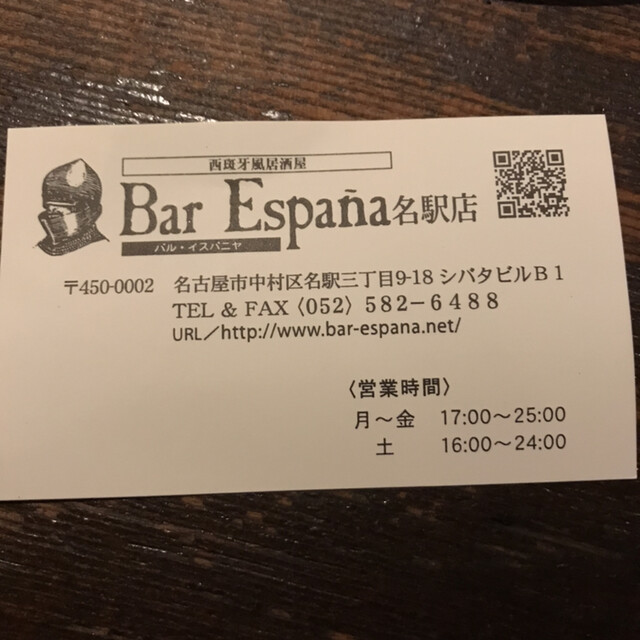 西班牙風居酒屋
Bar España名駅店
バル・イスパニヤ
〒450-0002 名古屋市中村区名駅三丁目9-18 シバタビルB1
TEL & FAX〈052〉582-6488
URL／http://www.bar-espana.net/
〈営業時間〉
月～金 17:00～25:00
土 16:00～24:00